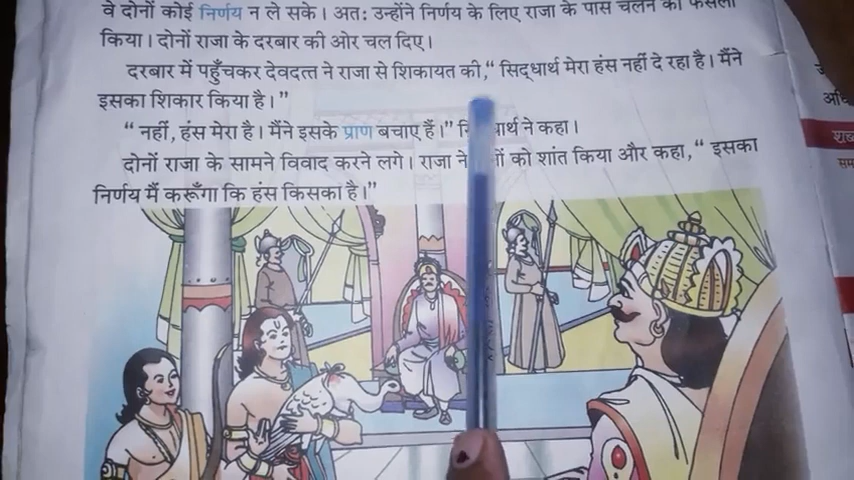 वे दोनों कोई निर्णय न ले सके। अत: उन्होंने निर्णय के लिए राजा के पास चलने का फैसला
किया। दोनों राजा के दरबार की ओर चल दिए।
दरबार में पहुँचकर देवदत्त ने राजा से शिकायत की,“ सिद्धार्थ मेरा हंस नहीं दे रहा है। मैंने
इसका शिकार किया है।”
“ नहीं, हंस मेरा है। मैंने इसके प्राण बचाए हैं।” ार्थ ने कहा।
दोनों राजा के सामने विवाद करने लगे। राजा ने को शांत किया और कहा,“ इसका
निर्णय मैं करूँगा कि हंस किसका है।”